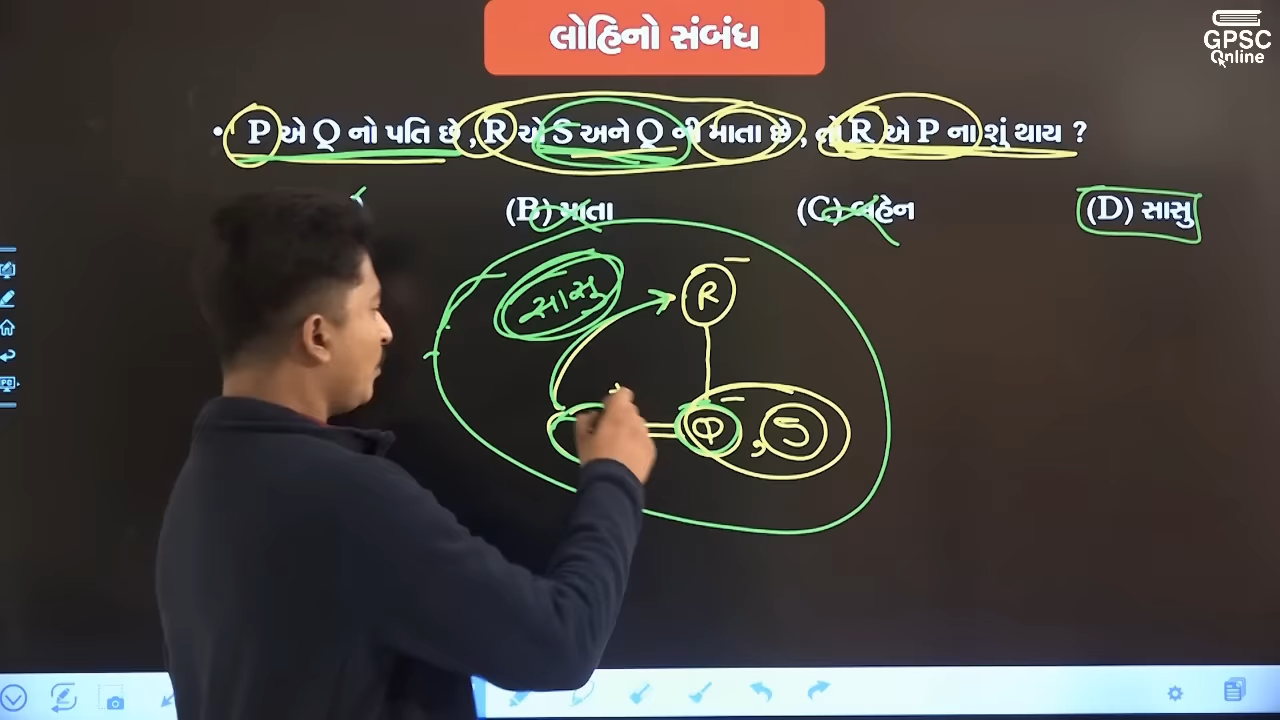 લોહિનો સંબંધ
GPSC
Online
• P એ Q નો પતિ છે , R એ S અને Q ની માતા છે , તો R એ P ના શું થાય ?
(B) માતા (C) બહેન (D) સાસુ
સાસુ
R
Q , S